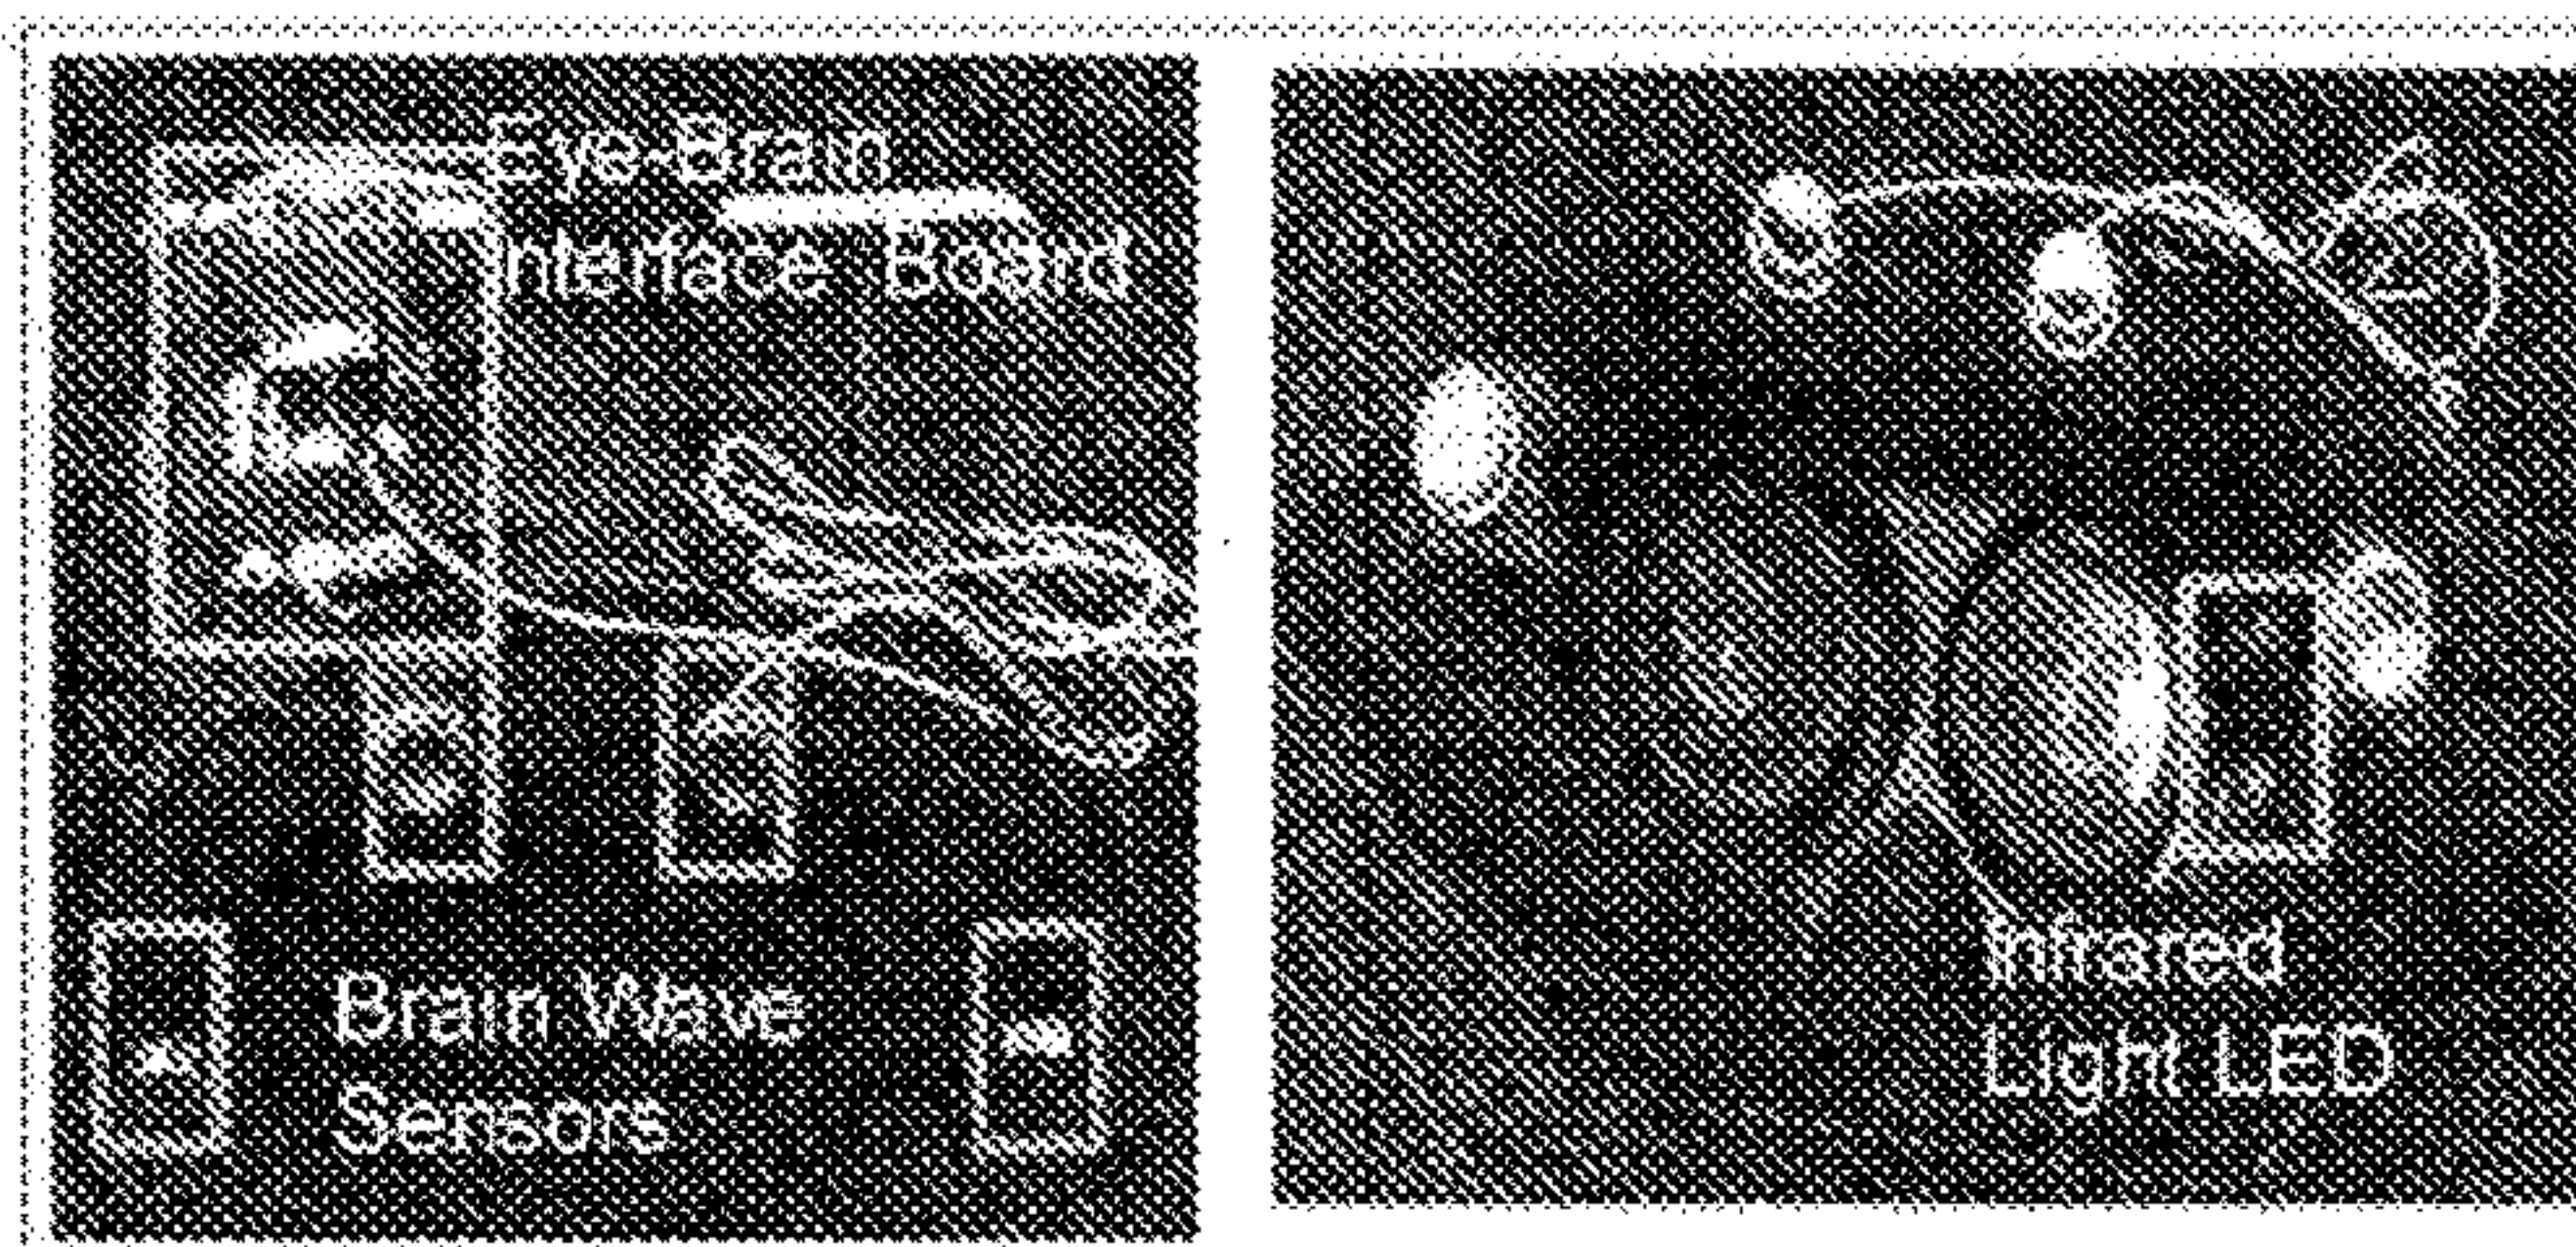 Eye-Brain
Interface Board
Brain Wave
Sensors
Infrared
Light LED